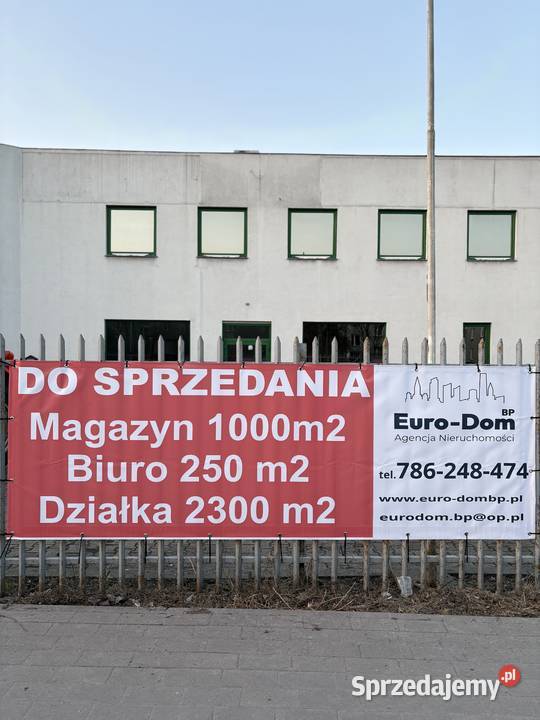 DO SPRZEDANIA
Magazyn 1000m2
Biuro 250 m2
Działka 2300 m2
Euro-Dom BP
Agencja Nieruchomości
tel. 786-248-474
www.euro-dombp.pl
eurodom.bp@op.pl
Sprzedajemy.pl